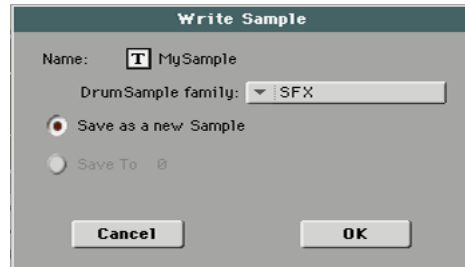 Write Sample
Name: T MySample
DrumSample family: SFX
Save as a new Sample
Save To 0
Cancel OK